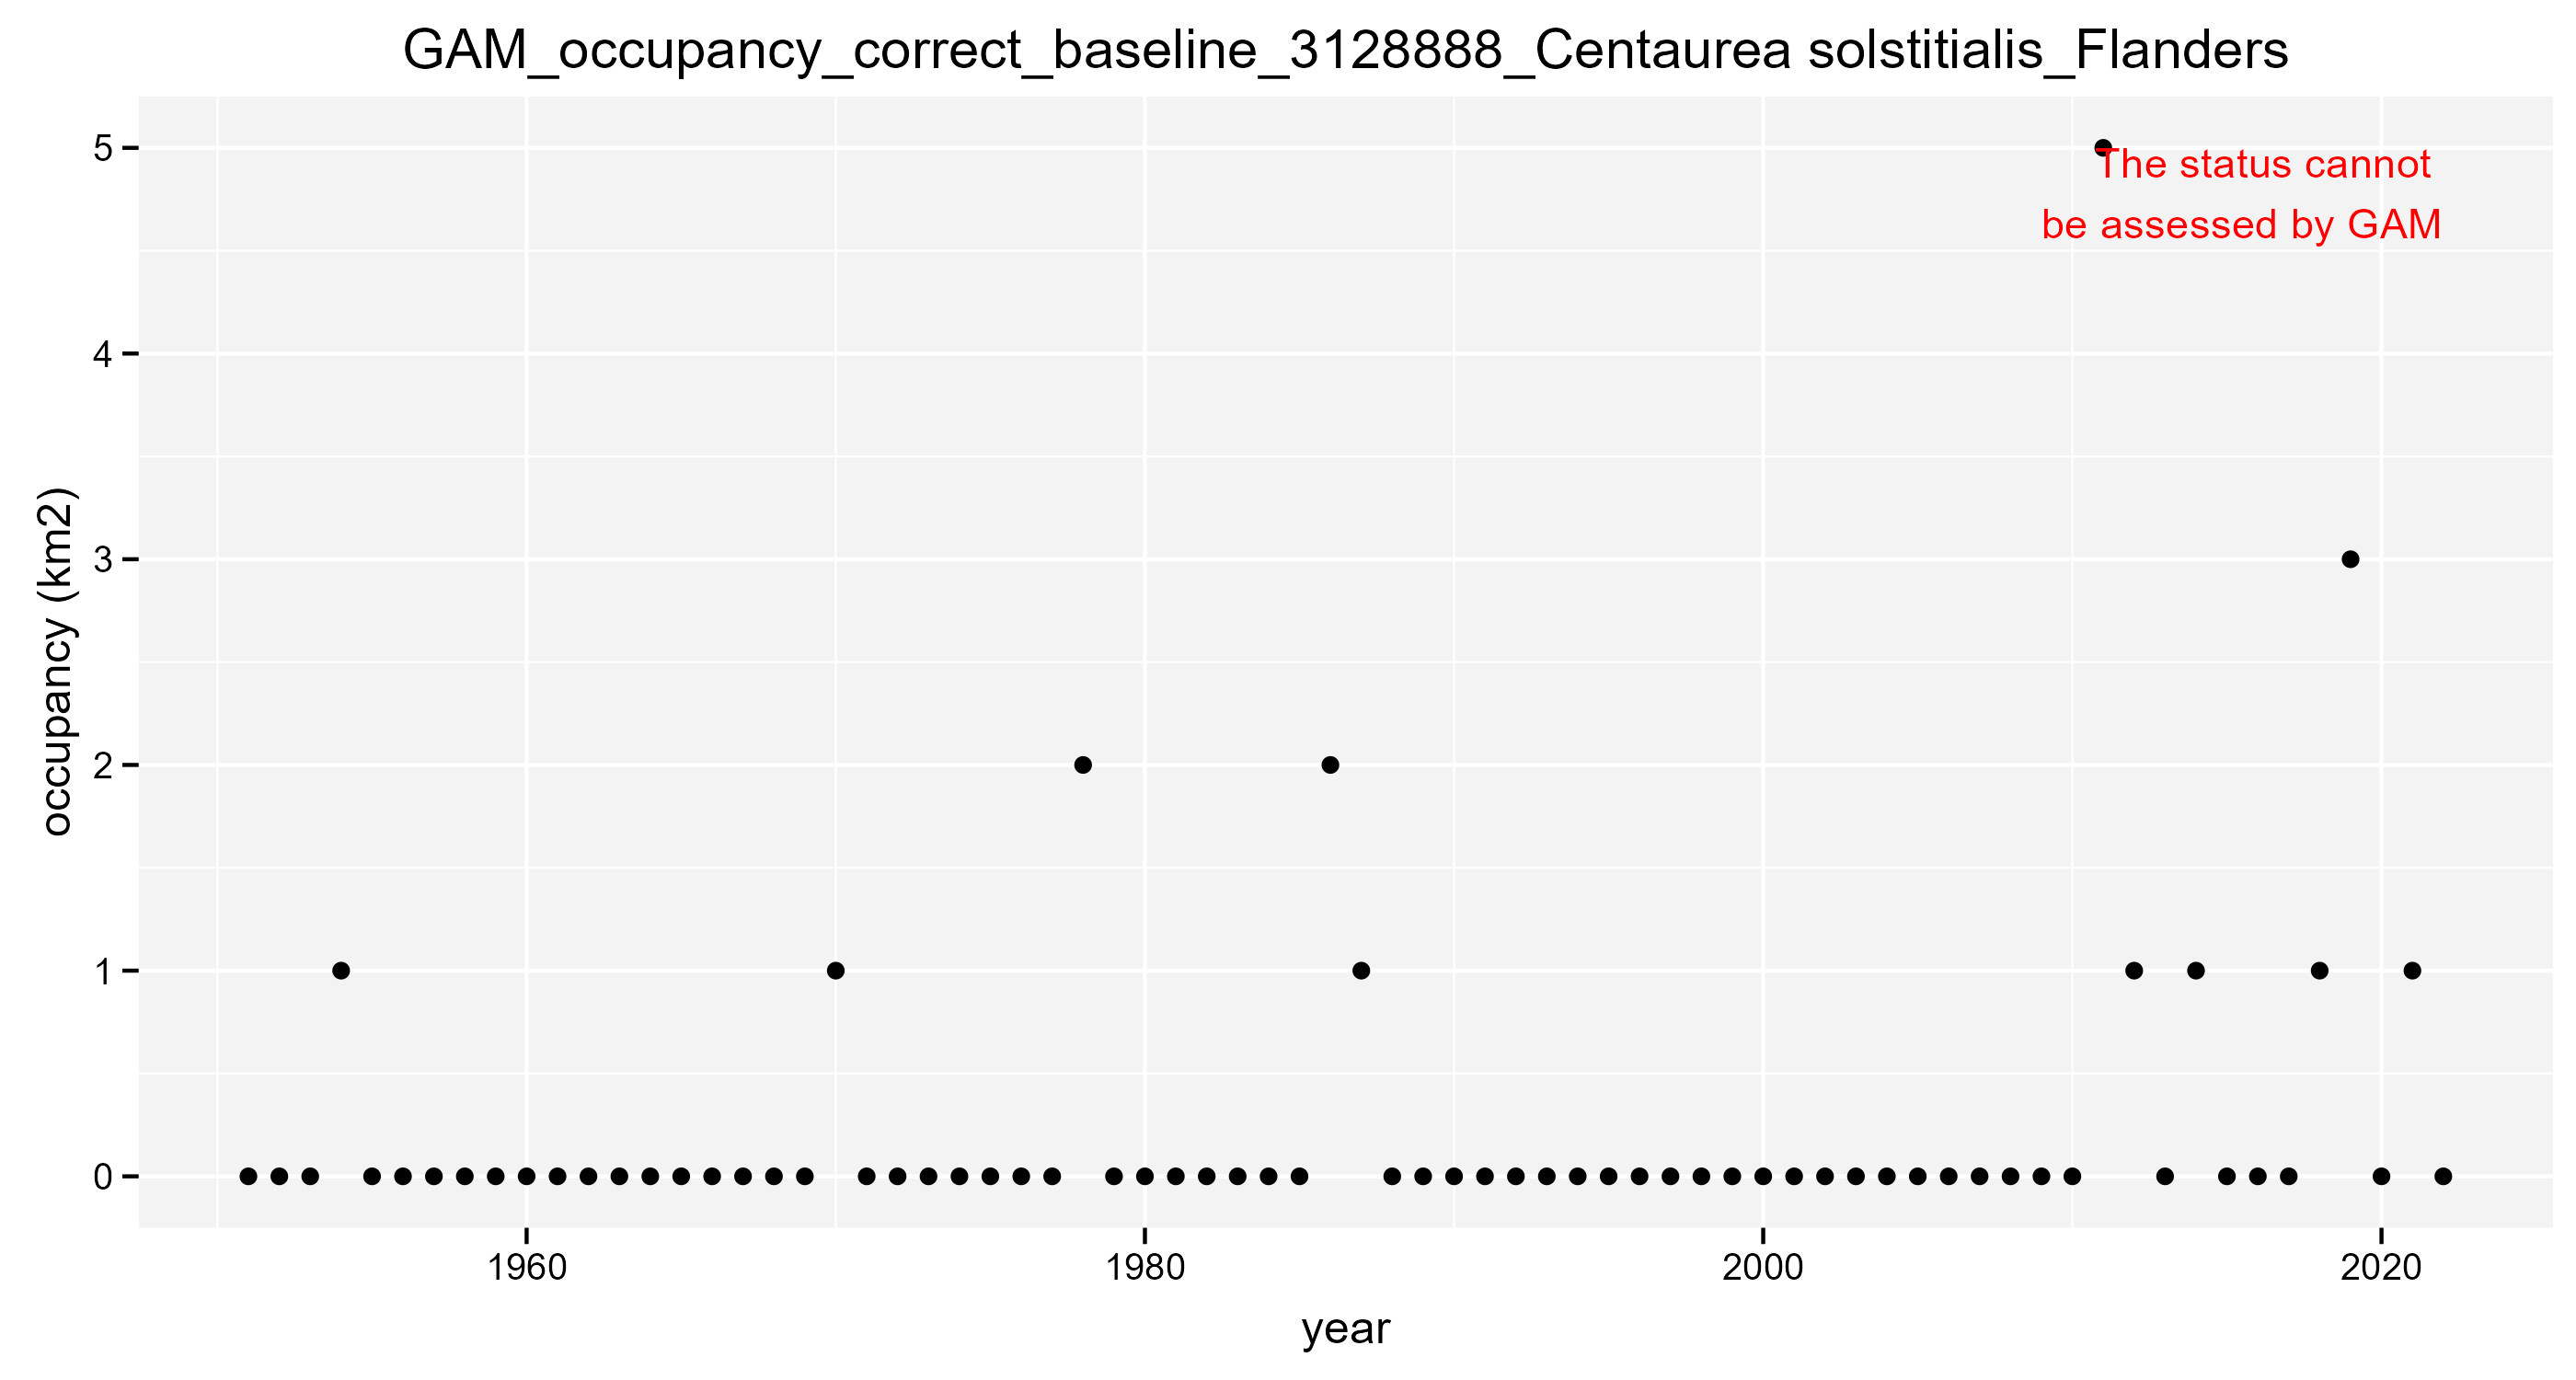 GAM_occupancy_correct_baseline_3128888_Centaurea solstitialis_Flanders
5
The status cannot
be assessed by GAM
4
3
occupancy (km2)
2
1
0
1960
1980
2000
2020
year